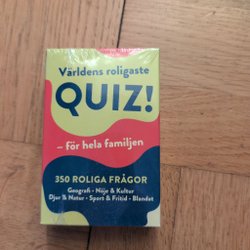 Världens roligaste
QUIZ!
– för hela familjen
350 ROLIGA FRÅGOR
Geografi • Nöje & Kultur
Djur & Natur • Sport & Fritid • Blandat